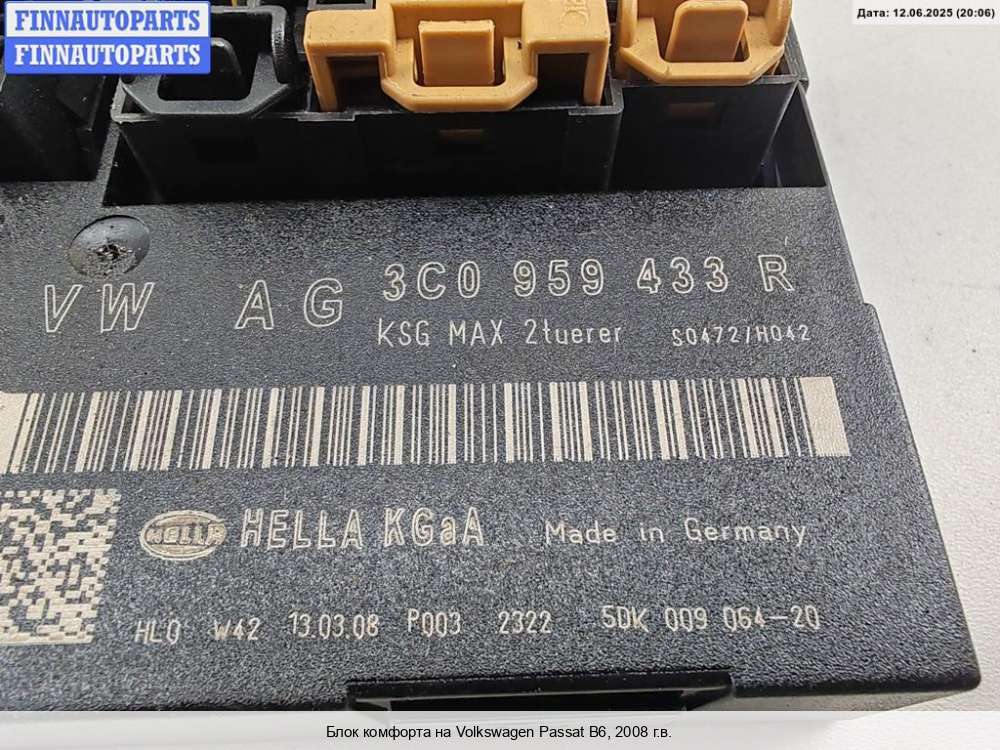 FINNAUTOPARTS
FINNAUTOPARTS
Дата: 12.06.2025 (20:06)
VW AG 3C0 959 433 R
KSG MAX 2tuerer S0472/H042
HELLA HELLA KGaA Made in Germany
HLO W42 13.03.08 P003 2322 5DK 009 064-20
Блок комфорта на Volkswagen Passat B6, 2008 г.в.